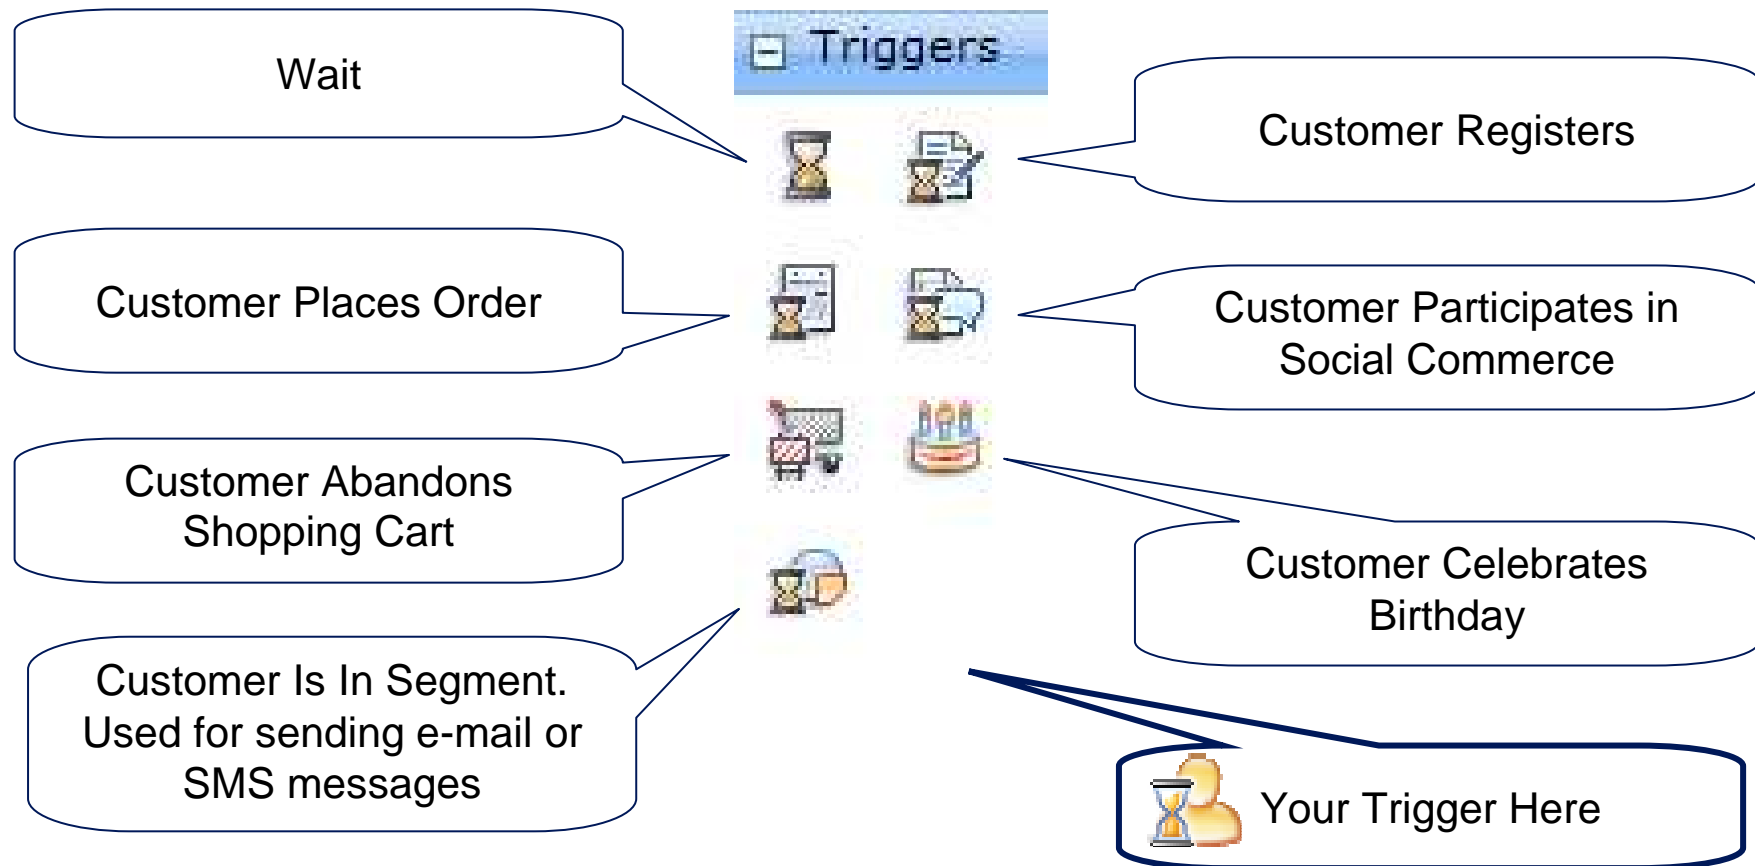 Triggers
Wait
Customer Registers
Customer Places Order
Customer Participates in
Social Commerce
Customer Abandons
Shopping Cart
Customer Celebrates
Birthday
Customer Is In Segment.
Used for sending e-mail or
SMS messages
Your Trigger Here